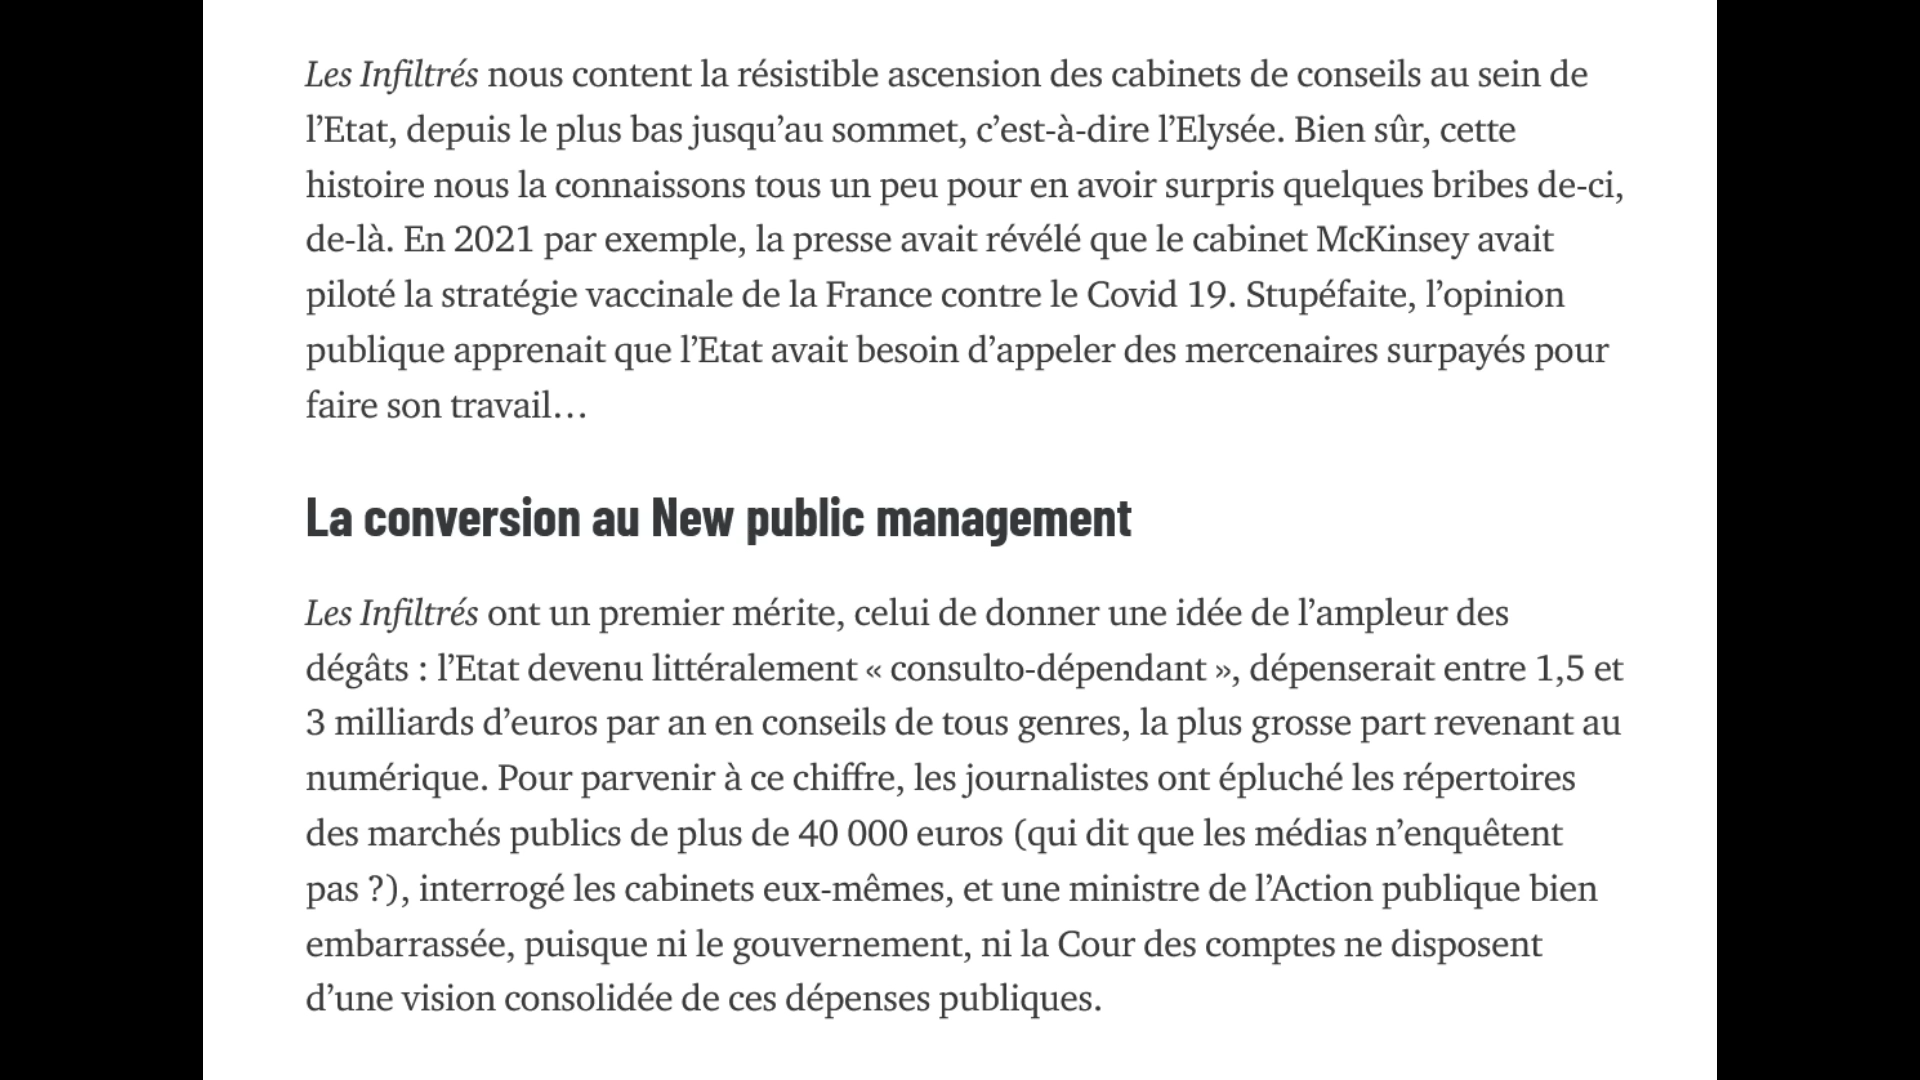 Les Infiltrés nous content la résistible ascension des cabinets de conseils au sein de
l’Etat, depuis le plus bas jusqu’au sommet, c’est-à-dire l’Elysée. Bien sûr, cette
histoire nous la connaissons tous un peu pour en avoir surpris quelques bribes de-ci,
de-là. En 2021 par exemple, la presse avait révélé que le cabinet McKinsey avait
piloté la stratégie vaccinale de la France contre le Covid 19. Stupéfaite, l’opinion
publique apprenait que l’Etat avait besoin d’appeler des mercenaires surpayés pour
faire son travail…
La conversion au New public management
Les Infiltrés ont un premier mérite, celui de donner une idée de l’ampleur des
dégâts : l’Etat devenu littéralement « consulto-dépendant », dépenserait entre 1,5 et
3 milliards d’euros par an en conseils de tous genres, la plus grosse part revenant au
numérique. Pour parvenir à ce chiffre, les journalistes ont épluché les répertoires
des marchés publics de plus de 40 000 euros (qui dit que les médias n’enquêtent
pas ?), interrogé les cabinets eux-mêmes, et une ministre de l’Action publique bien
embarrassée, puisque ni le gouvernement, ni la Cour des comptes ne disposent
d’une vision consolidée de ces dépenses publiques.